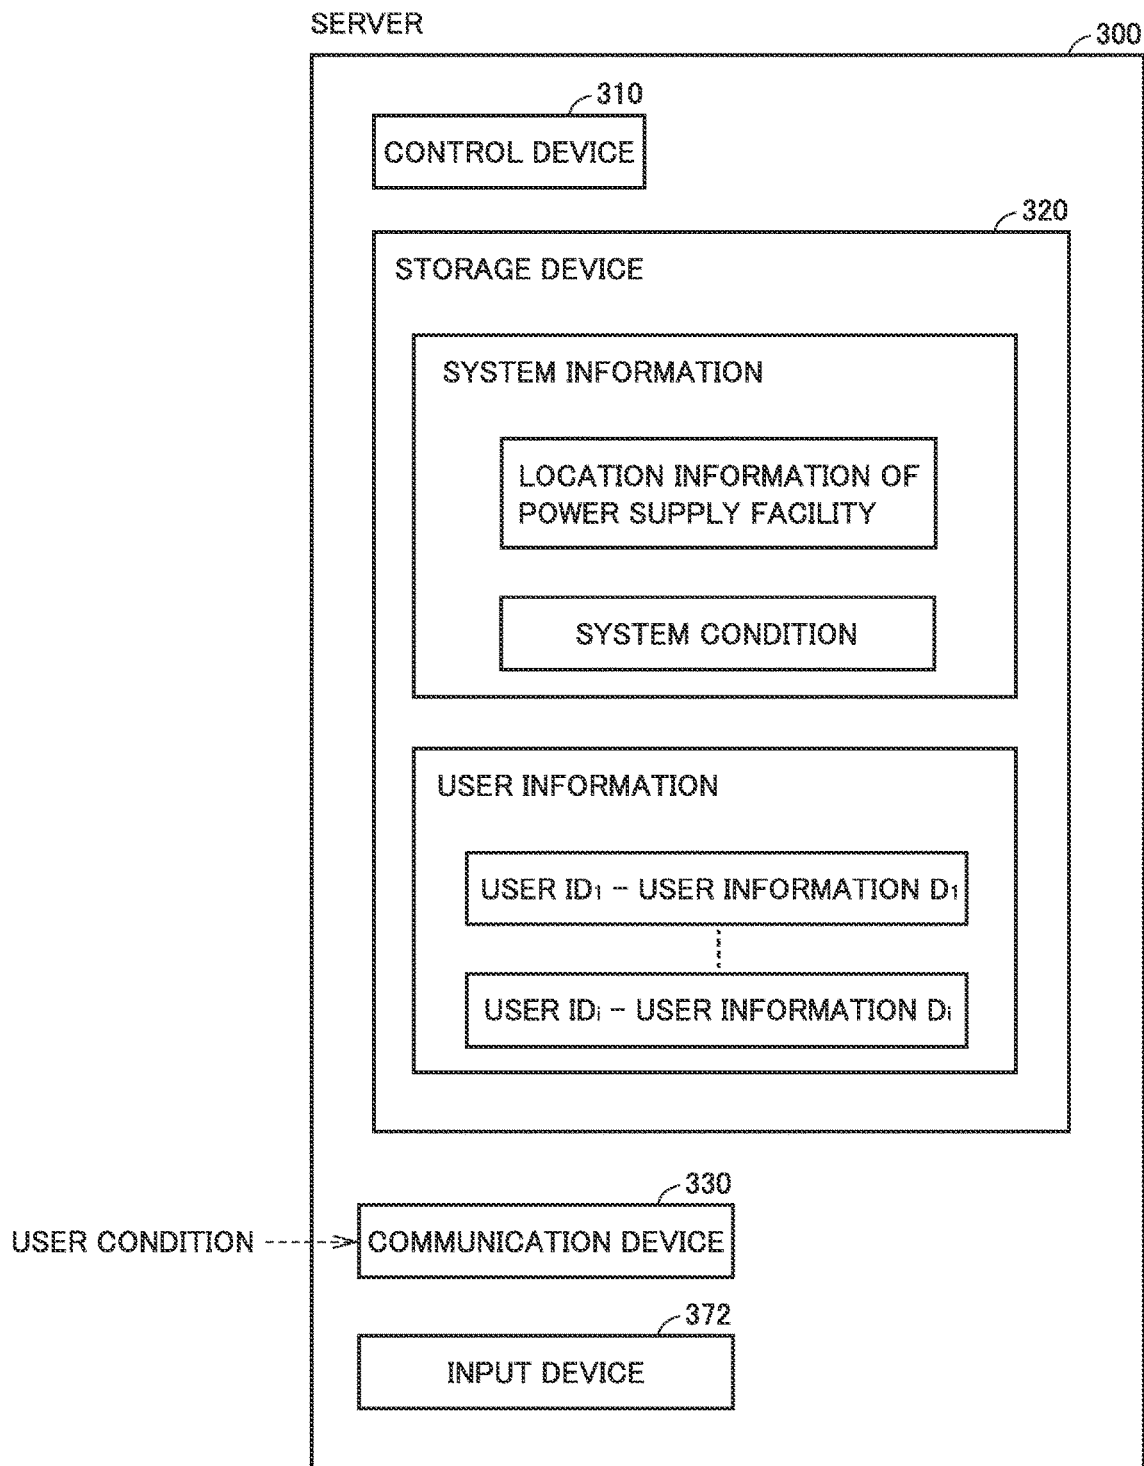 SERVER
300
310
CONTROL DEVICE
320
STORAGE DEVICE
SYSTEM INFORMATION
LOCATION INFORMATION OF
POWER SUPPLY FACILITY
SYSTEM CONDITION
USER INFORMATION
USER ID₁ – USER INFORMATION D₁
USER IDᵢ – USER INFORMATION Dᵢ
330
USER CONDITION
COMMUNICATION DEVICE
372
INPUT DEVICE